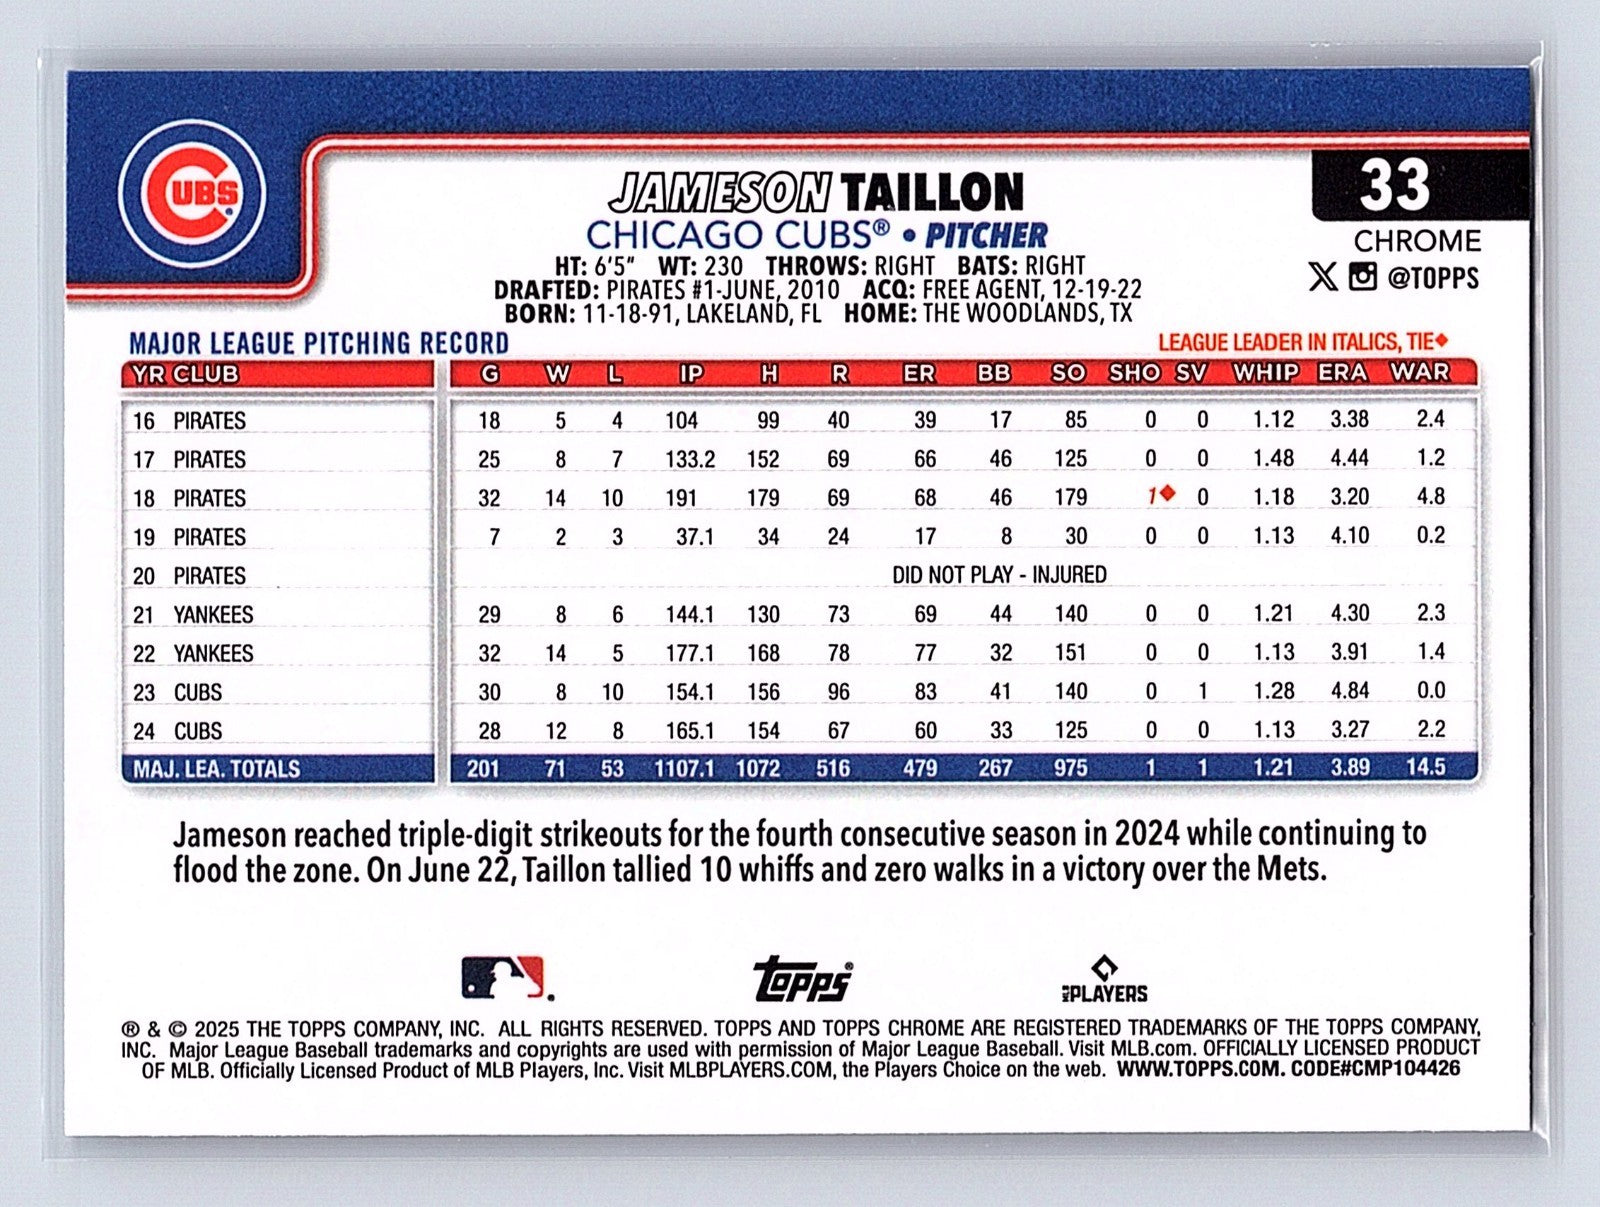 CUBS
JAMESON TAILLON
33
CHICAGO CUBS® • PITCHER
CHROME
HT: 6'5" WT: 230 THROWS: RIGHT BATS: RIGHT
@TOPPS
DRAFTED: PIRATES #1-JUNE, 2010 ACQ: FREE AGENT, 12-19-22
BORN: 11-18-91, LAKELAND, FL HOME: THE WOODLANDS, TX
MAJOR LEAGUE PITCHING RECORD LEAGUE LEADER IN ITALICS, TIE◆
YR CLUB G W L IP H R ER BB SO SHO SV WHIP ERA WAR
16 PIRATES 18 5 4 104 99 40 39 17 85 0 0 1.12 3.38 2.4
17 PIRATES 25 8 7 133.2 152 69 66 46 125 0 0 1.48 4.44 1.2
18 PIRATES 32 14 10 191 179 69 68 46 179 1◆ 0 1.18 3.20 4.8
19 PIRATES 7 2 3 37.1 34 24 17 8 30 0 0 1.13 4.10 0.2
20 PIRATES DID NOT PLAY - INJURED
21 YANKEES 29 8 6 144.1 130 73 69 44 140 0 0 1.21 4.30 2.3
22 YANKEES 32 14 5 177.1 168 78 77 32 151 0 0 1.13 3.91 1.4
23 CUBS 30 8 10 154.1 156 96 83 41 140 0 1 1.28 4.84 0.0
24 CUBS 28 12 8 165.1 154 67 60 33 125 0 0 1.13 3.27 2.2
MAJ. LEA. TOTALS 201 71 53 1107.1 1072 516 479 267 975 1 1 1.21 3.89 14.5
Jameson reached triple-digit strikeouts for the fourth consecutive season in 2024 while continuing to
flood the zone. On June 22, Taillon tallied 10 whiffs and zero walks in a victory over the Mets.
Topps®
MLB PLAYERS
® & © 2025 THE TOPPS COMPANY, INC. ALL RIGHTS RESERVED. TOPPS AND TOPPS CHROME ARE REGISTERED TRADEMARKS OF THE TOPPS COMPANY,
INC. Major League Baseball trademarks and copyrights are used with permission of Major League Baseball. Visit MLB.com. OFFICIALLY LICENSED PRODUCT
OF MLB. Officially Licensed Product of MLB Players, Inc. Visit MLBPLAYERS.COM, the Players Choice on the web. WWW.TOPPS.COM. CODE#CMP104426